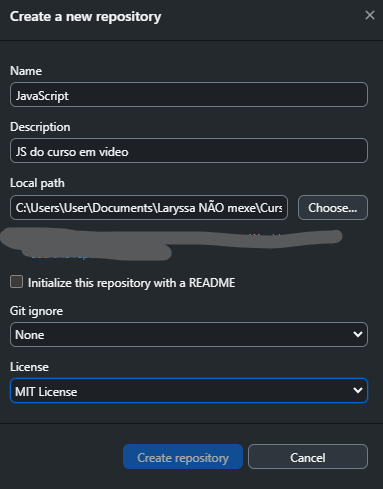 Create a new repository
Name
JavaScript
Description
JS do curso em video
Local path
C:\Users\User\Documents\Laryssa NÃO mexe\Curs
Choose...
Initialize this repository with a README
Git ignore
None
License
MIT License
Create repository
Cancel